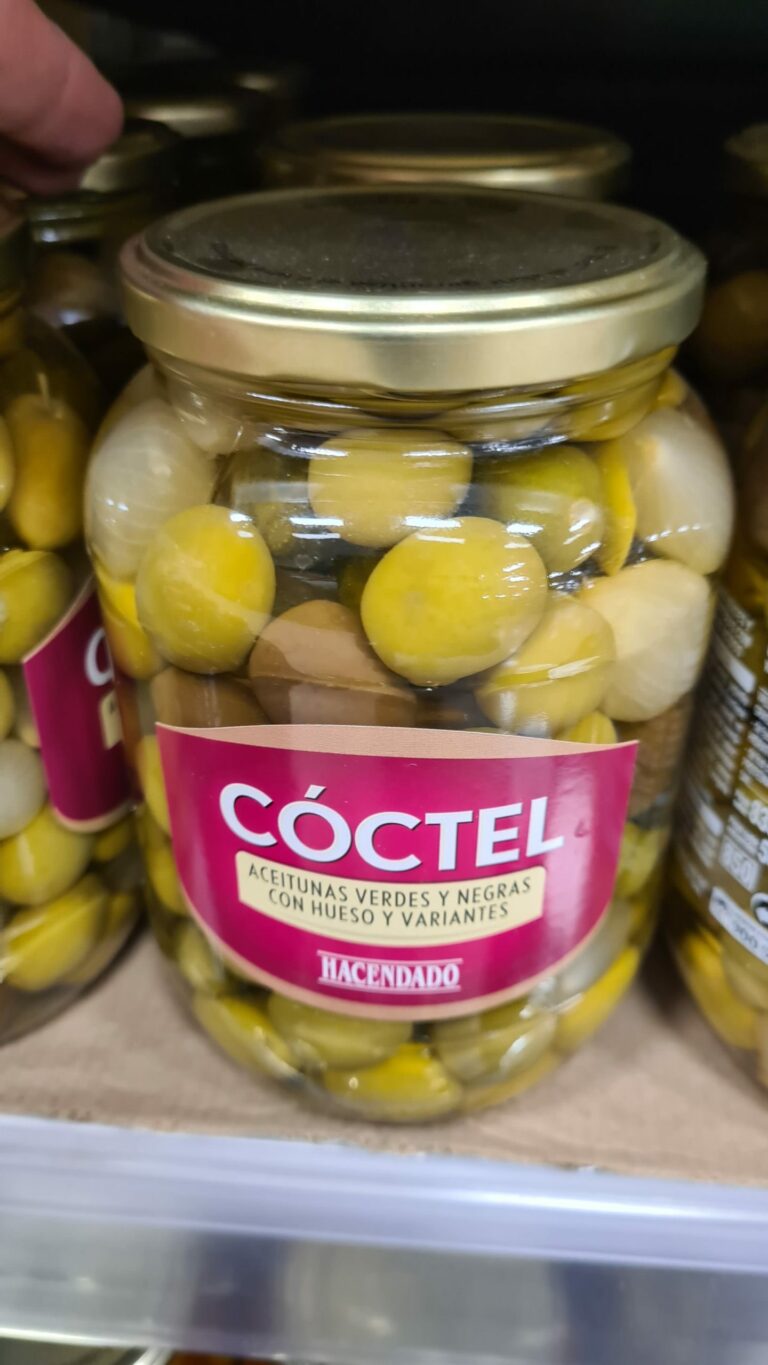 CÓCTEL
ACEITUNAS VERDES Y NEGRAS
CON HUESO Y VARIANTES
HACENDADO